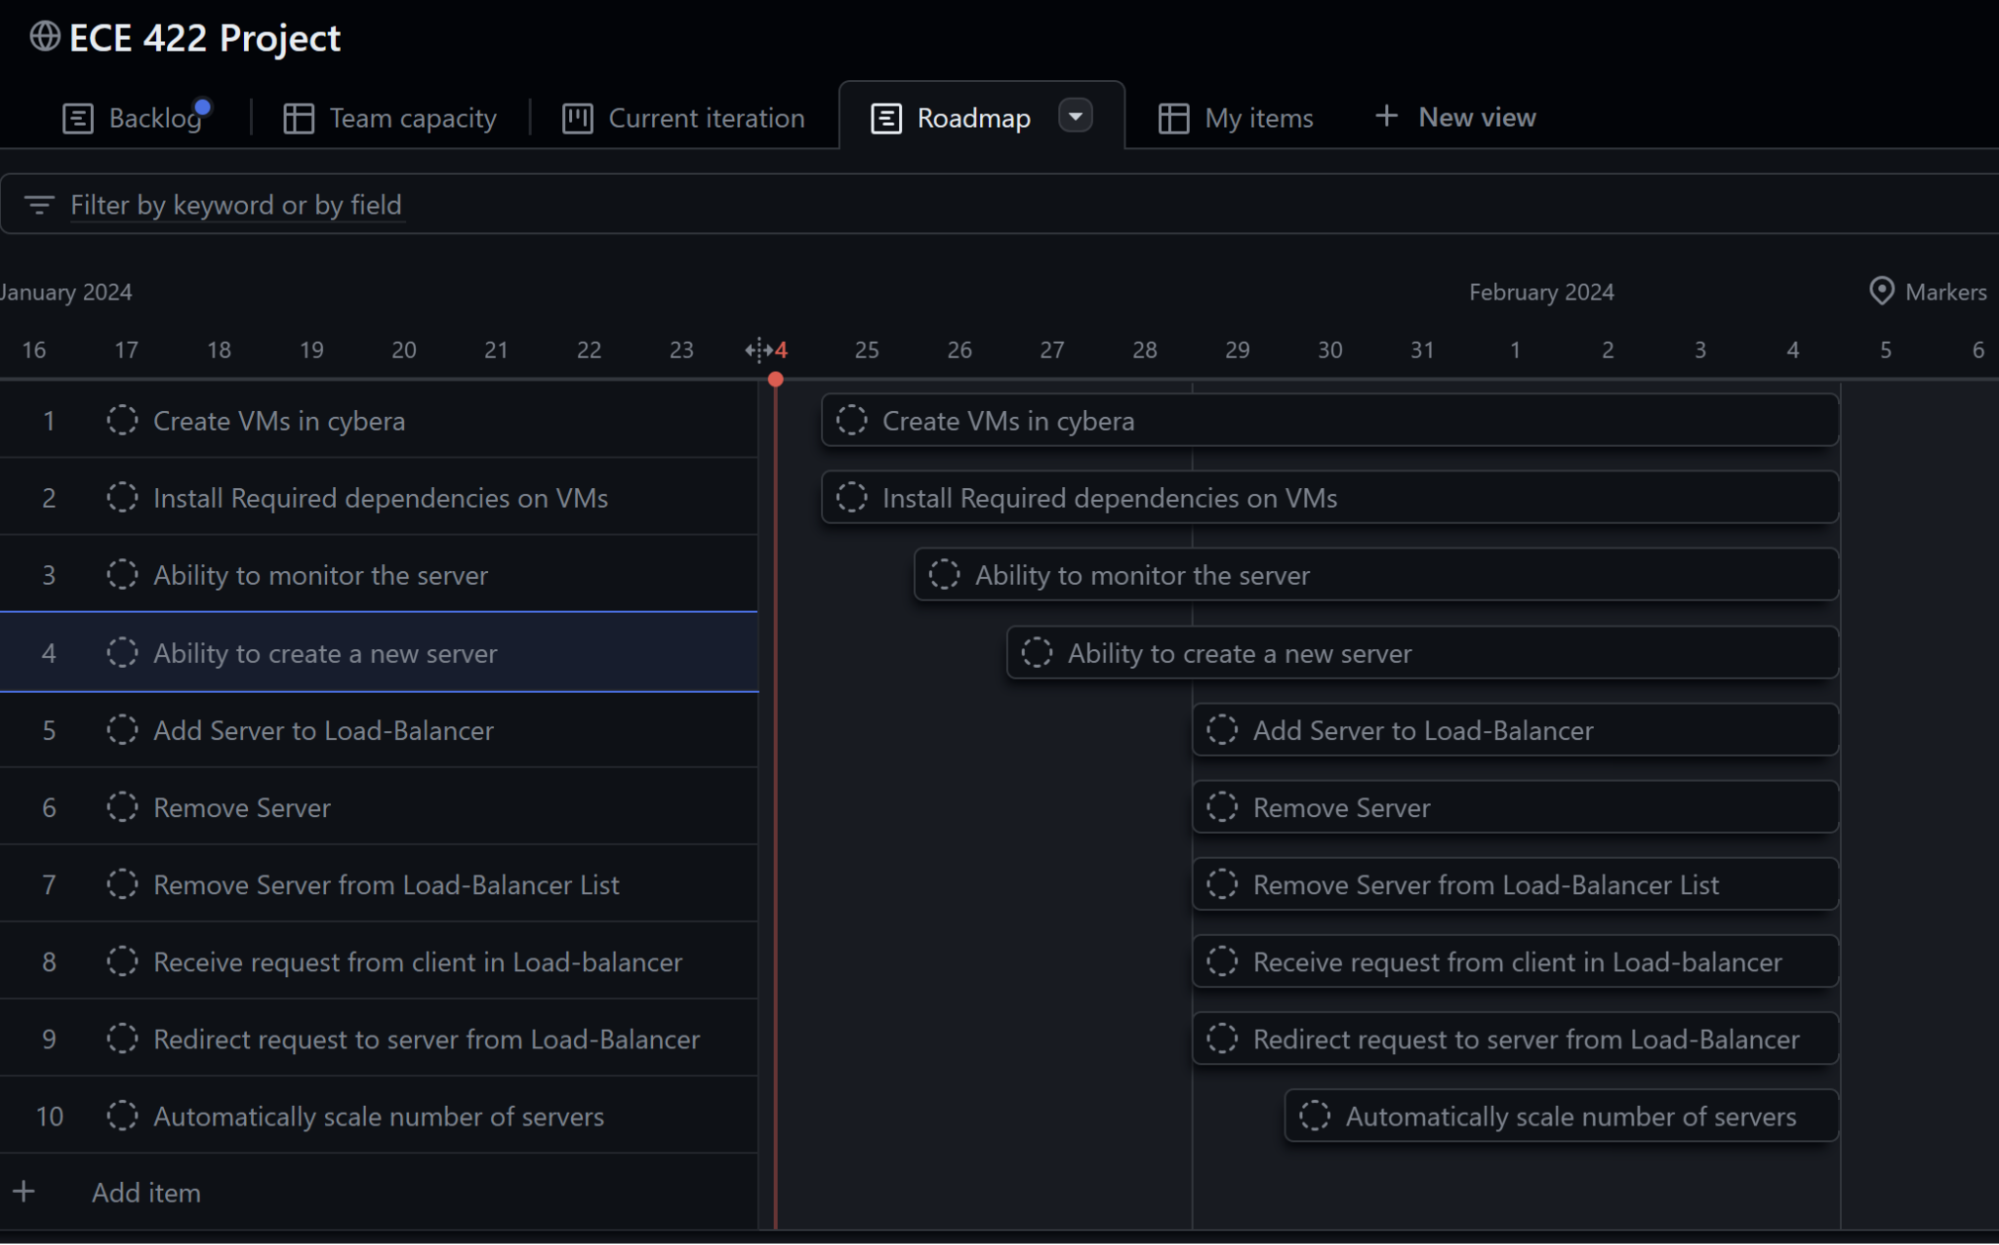 ECE 422 Project
Backlog Team capacity Current iteration Roadmap My items + New view
Filter by keyword or by field
January 2024 February 2024 Markers
16 17 18 19 20 21 22 23 4 25 26 27 28 29 30 31 1 2 3 4 5 6
1 Create VMs in cybera Create VMs in cybera
2 Install Required dependencies on VMs Install Required dependencies on VMs
3 Ability to monitor the server Ability to monitor the server
4 Ability to create a new server Ability to create a new server
5 Add Server to Load-Balancer Add Server to Load-Balancer
6 Remove Server Remove Server
7 Remove Server from Load-Balancer List Remove Server from Load-Balancer List
8 Receive request from client in Load-balancer Receive request from client in Load-balancer
9 Redirect request to server from Load-Balancer Redirect request to server from Load-Balancer
10 Automatically scale number of servers Automatically scale number of servers
+ Add item